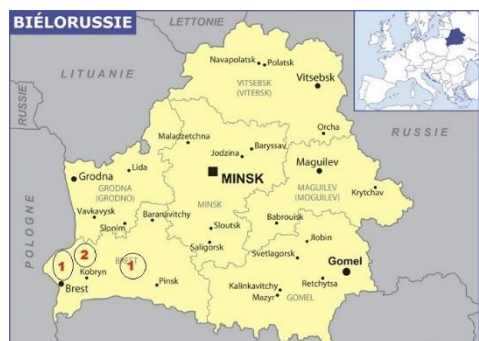 BIÉLORUSSIE
LETTONIE
LITUANIE
RUSSIE
RUSSIE
POLOGNE
Navapolatsk
Polatsk
VITSEBSK
(VITEBSK)
Vitsebsk
Orcha
Maladzetchna
Baryssav
Jodzina
MINSK
MINSK
Lida
Grodna
GRODNA
(GRODNO)
Maguilev
MAGUILEV
(MOGUILEV)
Krytchav
Vavkavysk
Slonim
Baranavitchy
Sloutsk
Saligorsk
Babrouisk
Jlobin
Svetlagorsk
Gomel
Retchytsa
Kalinkavitchy
Mazyr
GOMEL
1
2
BREST
1
Kobryn
Brest
Pinsk